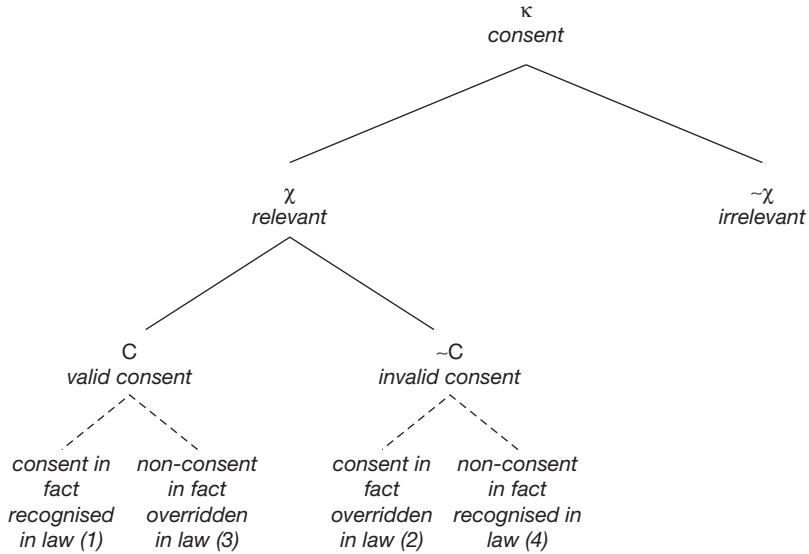 κ
consent
χ
relevant
~χ
irrelevant
C
valid consent
~C
invalid consent
consent in
fact
recognised
in law (1)
non-consent
in fact
overridden
in law (3)
consent in
fact
overridden
in law (2)
non-consent
in fact
recognised in
law (4)